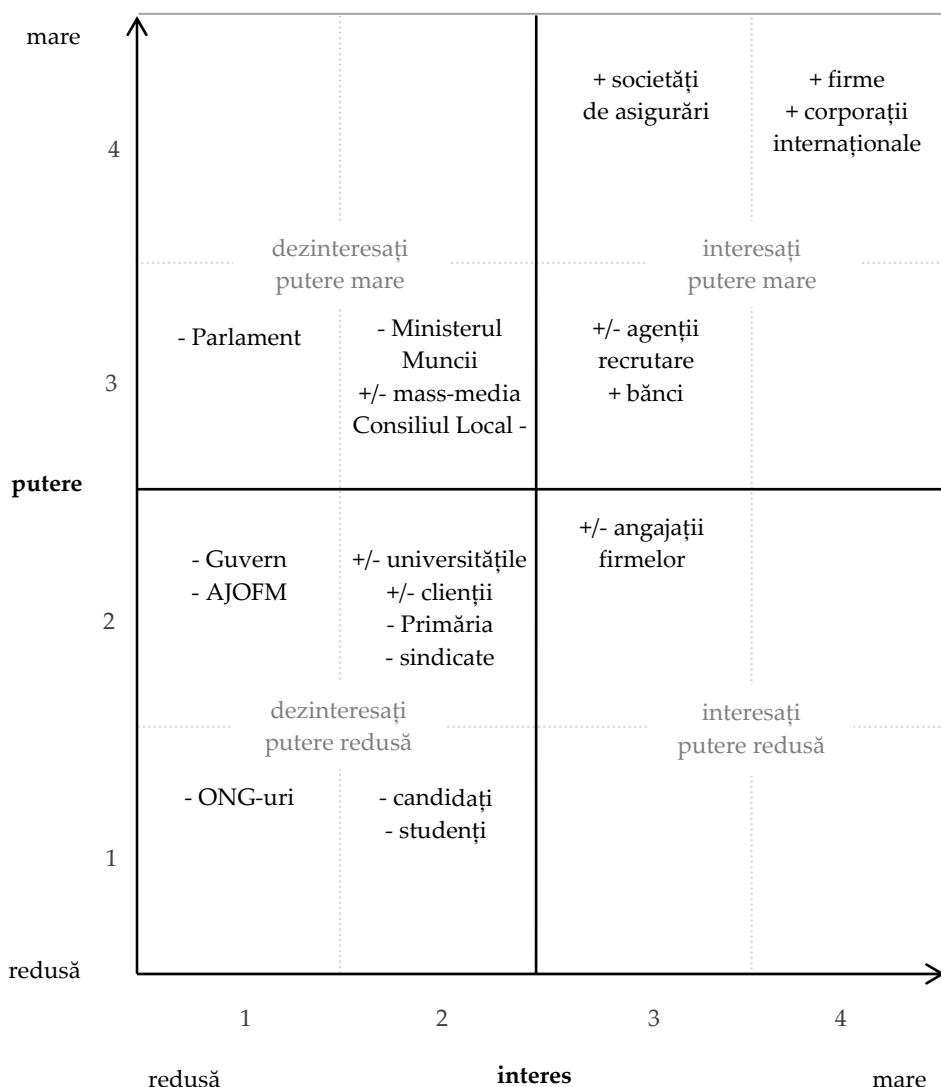 mare
+ societăți
de asigurări
+ firme
+ corporații
internaționale
4
dezinteresați
putere mare
interesați
putere mare
- Parlament
- Ministerul
Muncii
+/- mass-media
Consiliul Local -
+/- agenții
recrutare
+ bănci
3
putere
- Guvern
- AJOFM
+/- universitățile
+/- clienții
- Primăria
- sindicate
+/- angajații
firmelor
2
dezinteresați
putere redusă
interesați
putere redusă
- ONG-uri
- candidați
- studenți
1
redusă
1
2
3
4
redusă
interes
mare